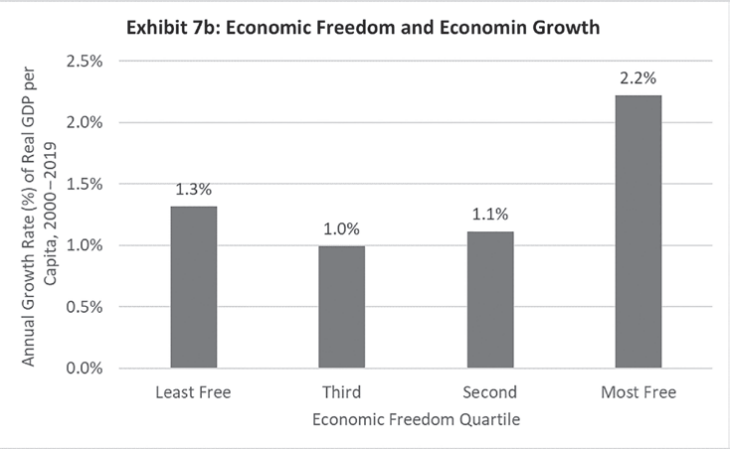 Exhibit 7b: Economic Freedom and Economin Growth
Annual Growth Rate (%) of Real GDP per
Capita, 2000–2019
2.5%
2.0%
1.5%
1.0%
0.5%
0.0%
1.3%
1.0%
1.1%
2.2%
Least Free
Third
Second
Most Free
Economic Freedom Quartile